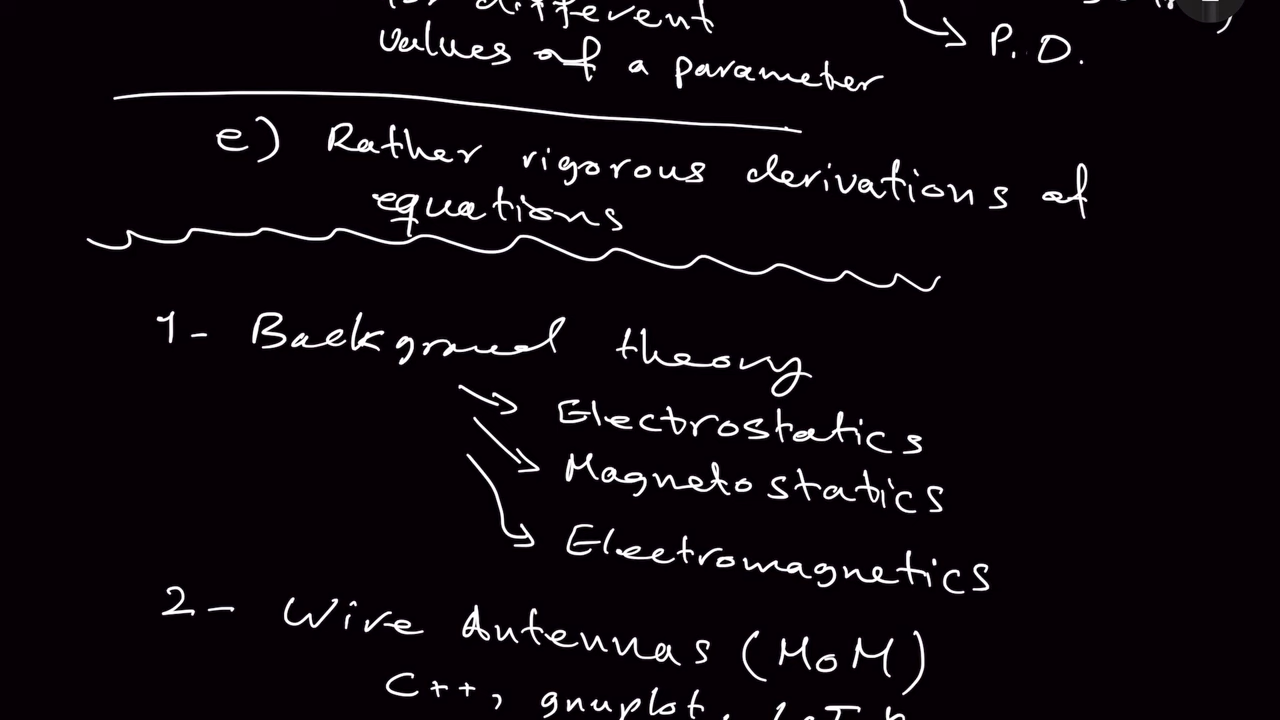 for different
values of a parameter
P.D.
e) Rather rigorous derivations of
equations
1- Background theory
Electrostatics
Magnetostatics
Electromagnetics
2- Wire Antennas (MoM)
C++, gnuplot,